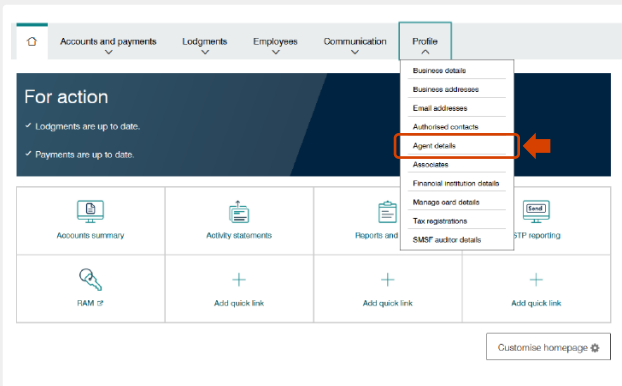 Accounts and payments
Lodgments
Employees
Communication
Profile
For action
Lodgments are up to date.
Payments are up to date.
Business details
Business addresses
Email addresses
Authorised contacts
Agent details
Associates
Financial institution details
Manage card details
Tax registrations
SMSF auditor details
Accounts summary
Activity statements
Reports and
Send
STP reporting
RAM
Add quick link
Add quick link
Add quick link
Customise homepage